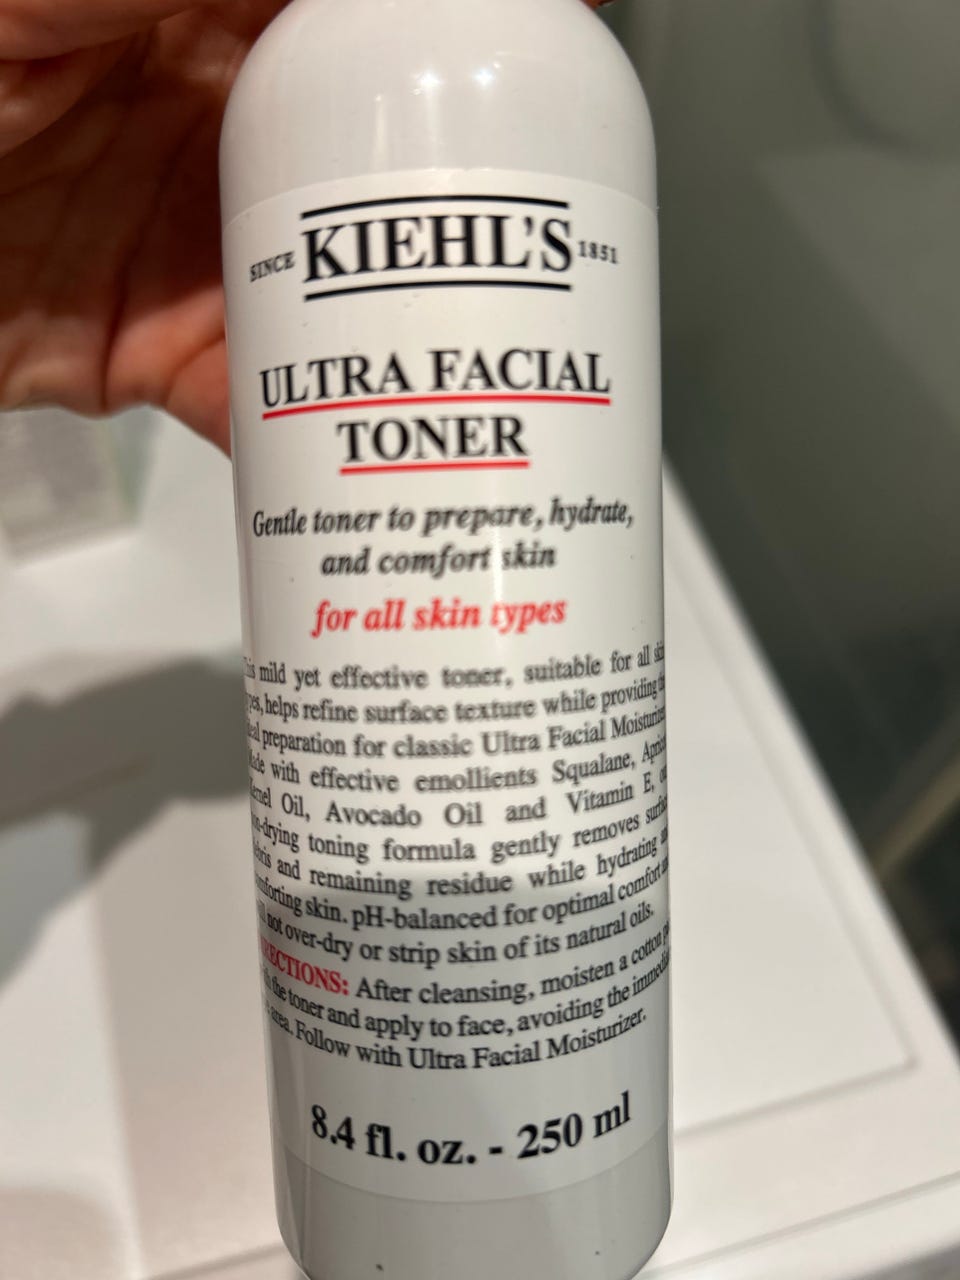 SINCE KIEHL'S 1851
ULTRA FACIAL
TONER
Gentle toner to prepare, hydrate,
and comfort skin
for all skin types
mild yet effective toner, suitable for all
helps refine surface texture while providing
preparation for classic Ultra Facial
with effective emollients Squalane,
Oil, Avocado Oil and Vitamin E,
toning formula gently removes
and remaining residue while hydrating
skin. pH-balanced for optimal comfort
not over-dry or strip skin of its natural oils.
After cleansing, moisten a cotton
the toner and apply to face, avoiding the
area. Follow with Ultra Facial Moisturizer.
8.4 fl. oz. - 250 ml